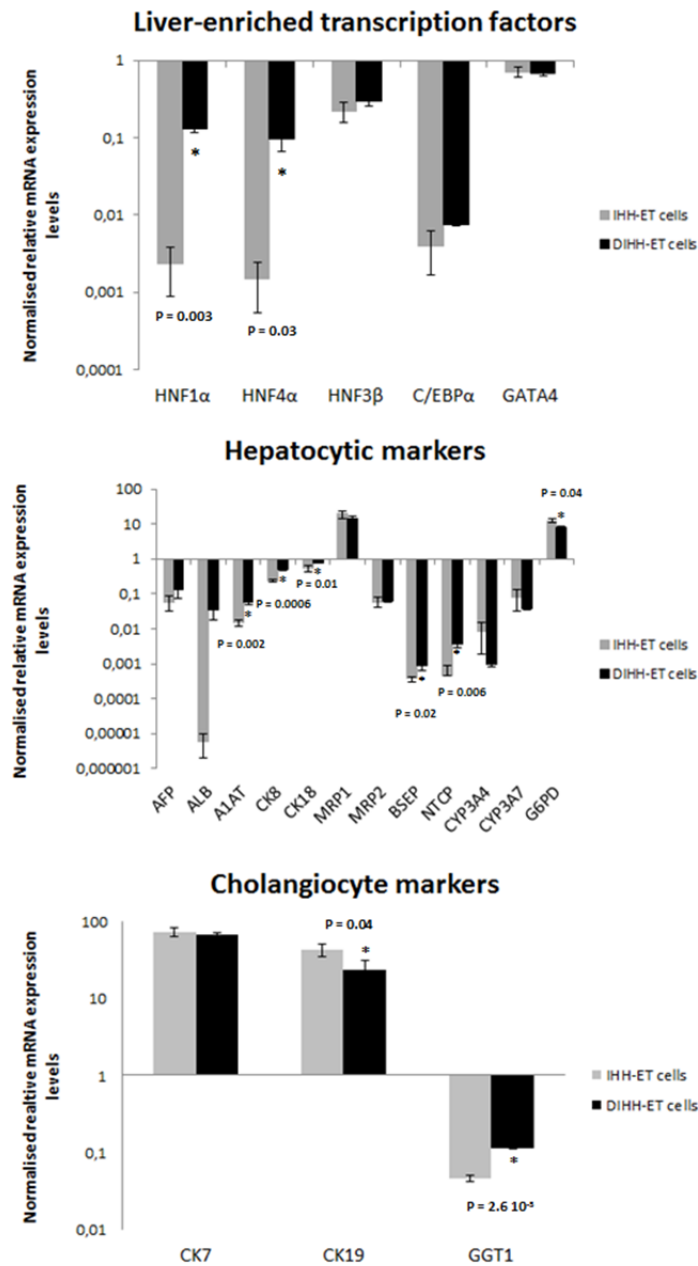 Liver-enriched transcription factors
Normalised relative mRNA expression
levels
1
0,1
0,01
0,001
0,0001
*
*
P = 0.003
P = 0.03
IHH-ET cells
DIHH-ET cells
HNF1α
HNF4α
HNF3β
C/EBPα
GATA4
Hepatocytic markers
Normalised relative mRNA expression
levels
100
10
1
0,1
0,01
0,001
0,0001
0,00001
0,000001
P = 0.04
*
*
*
*
P = 0.01
P = 0.0006
P = 0.002
*
*
P = 0.006
P = 0.02
IHH-ET cells
DIHH-ET cells
AFP
ALB
A1AT
CK8
CK18
MRP1
MRP2
BSEP
NTCP
CYP3A4
CYP3A7
G6PD
Cholangiocyte markers
Normalised realtive mRNA expression
levels
100
10
1
0,1
0,01
P = 0.04
*
*
P = 2.6 10⁻⁵
IHH-ET cells
DIHH-ET cells
CK7
CK19
GGT1